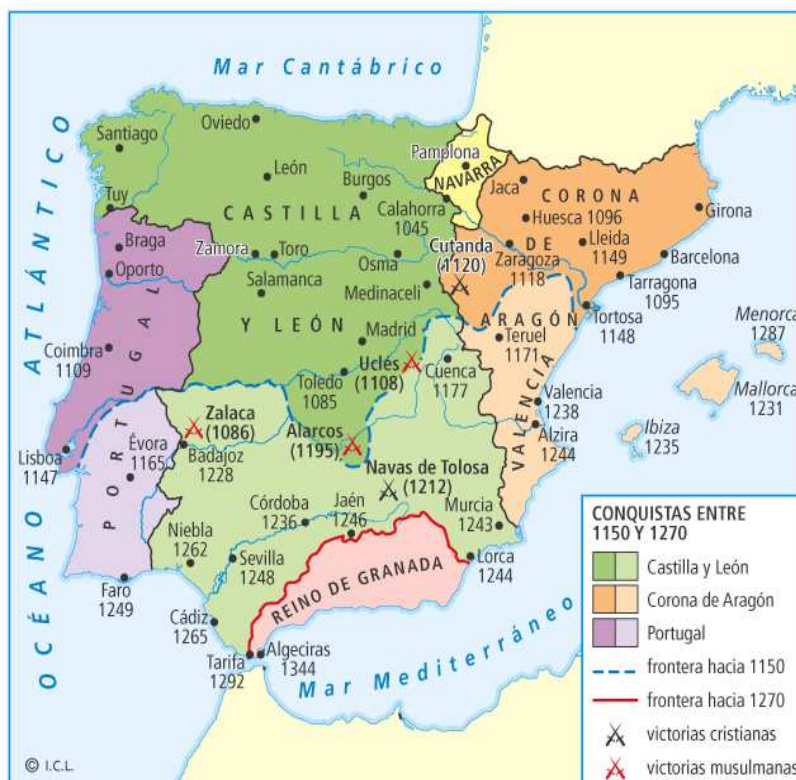 Mar Cantábrico
OCÉANO ATLÁNTICO
Mar Mediterráneo
Santiago
Oviedo
León
Burgos
Tuy
CASTILLA
Y LEÓN
Pamplona
NAVARRA
Calahorra
1045
Jaca
CORONA
DE
ARAGÓN
Huesca 1096
Girona
Lleida
1149
Zaragoza
1118
Barcelona
Tarragona
1095
Tortosa
1148
Cutanda
(1120)
Braga
Oporto
Zamora
Toro
Osma
Salamanca
Medinaceli
PORTUGAL
Coimbra
1109
Madrid
Teruel
1171
Menorca
1287
Mallorca
1231
Ibiza
1235
Uclés
(1108)
Cuenca
1177
Toledo
1085
VALENCIA
Valencia
1238
Alzira
1244
Zalaca
(1086)
Alarcos
(1195)
Lisboa
1147
Évora
1165
Badajoz
1228
Navas de Tolosa
(1212)
PORT
Córdoba
1236
Jaén
1246
Murcia
1243
Niebla
1262
Sevilla
1248
Lorca
1244
REINO DE GRANADA
Faro
1249
Cádiz
1265
Tarifa
1292
Algeciras
1344
CONQUISTAS ENTRE
1150 Y 1270
Castilla y León
Corona de Aragón
Portugal
frontera hacia 1150
frontera hacia 1270
victorias cristianas
victorias musulmanas
© I.C.L.